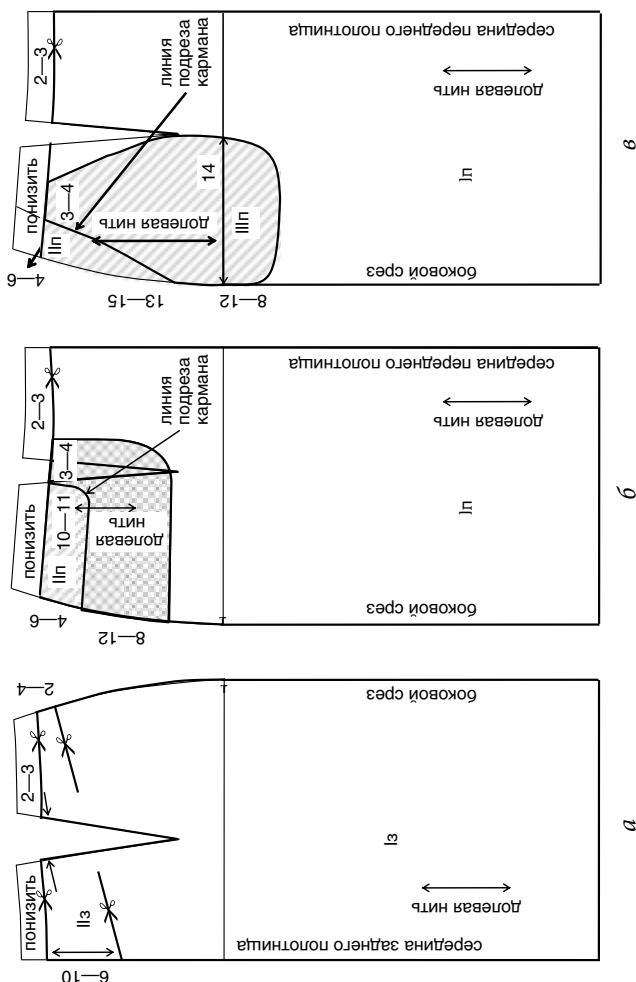 2—4
2—3
понизить
6—10
IIз
боковой срез
Iз
долевая нить
середина заднего полотнища
а
2—3
понизить
4—6
3—4
10—11
IIп
долевая
нить
8—12
линия
подреза
кармана
середина переднего полотнища
долевая нить
Iп
боковой срез
б
2—3
понизить
4—6
IIп
3—4
линия
подреза
кармана
долевая нить
13—15
14
IIIп
8—12
середина переднего полотнища
долевая нить
Iп
боковой срез
в